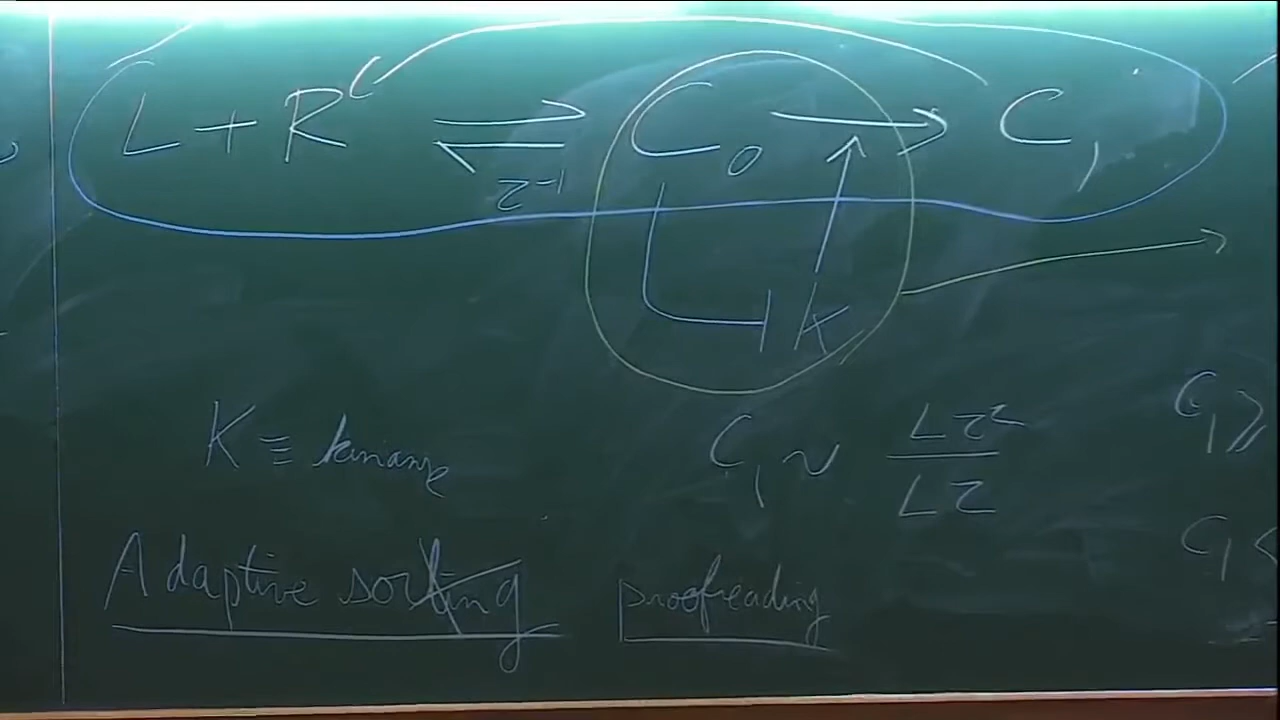 L + R ⇌ C₀ → C₁
τ⁻¹
K
K ≡ kinase
C₁ ~ Lτ² / Lτ
C₁ ≥
C₁ <
Adaptive sorting proofreading